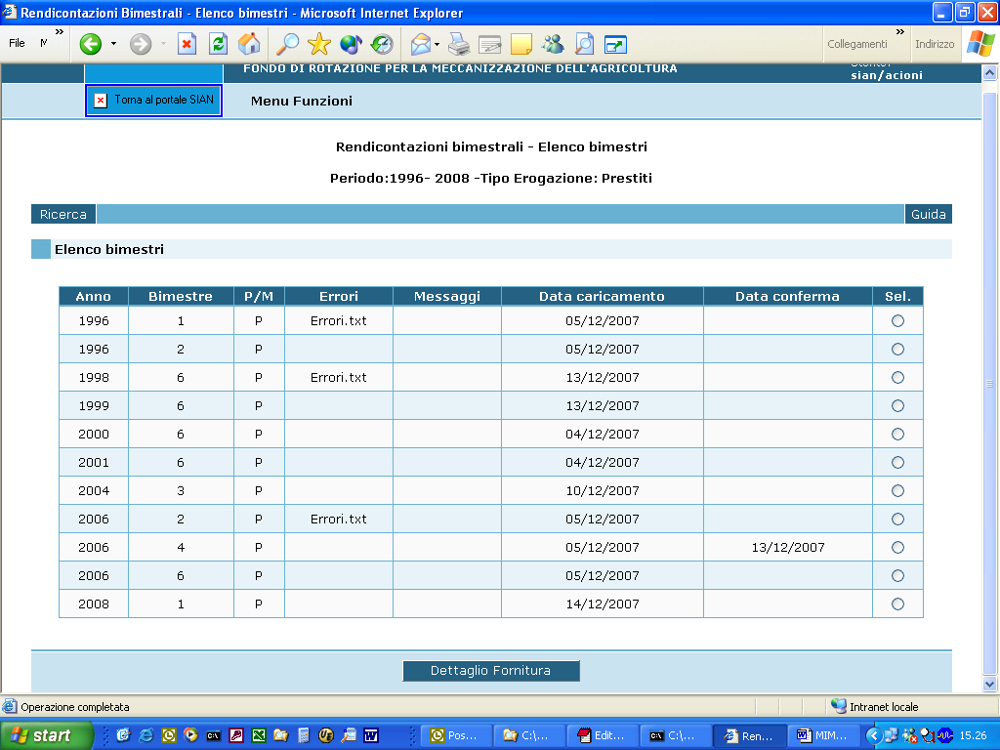 Rendicontazioni Bimestrali - Elenco bimestri - Microsoft Internet Explorer
File M » Collegamenti » Indirizzo
FONDO DI ROTAZIONE PER LA MECCANIZZAZIONE DELL'AGRICOLTURA
sian/acioni
Torna al portale SIAN Menu Funzioni
Rendicontazioni bimestrali - Elenco bimestri
Periodo:1996- 2008 -Tipo Erogazione: Prestiti
Ricerca Guida
Elenco bimestri
Anno Bimestre P/M Errori Messaggi Data caricamento Data conferma Sel.
1996 1 P Errori.txt 05/12/2007
1996 2 P 05/12/2007
1998 6 P Errori.txt 13/12/2007
1999 6 P 13/12/2007
2000 6 P 04/12/2007
2001 6 P 04/12/2007
2004 3 P 10/12/2007
2006 2 P Errori.txt 05/12/2007
2006 4 P 05/12/2007 13/12/2007
2006 6 P 05/12/2007
2008 1 P 14/12/2007
Dettaglio Fornitura
Operazione completata Intranet locale
start Pos... C:\... Edit... C:\... Ren... MIM... 15.26